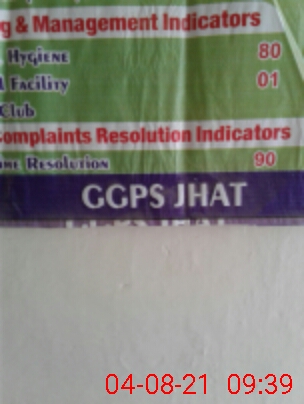 g & Management Indicators
Hygiene 80
l Facility 01
Club
Complaints Resolution Indicators
ime Resolution 90
GGPS JHAT
04-08-21 09:39